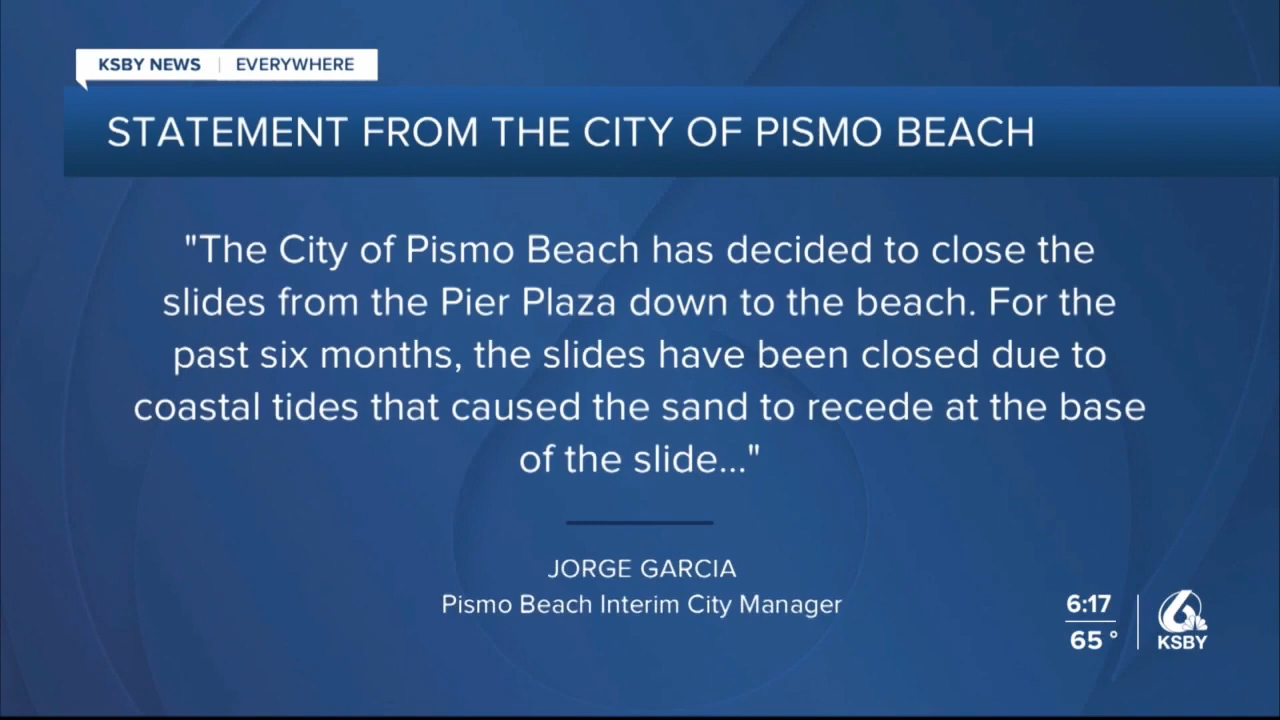 KSBY NEWS | EVERYWHERE
STATEMENT FROM THE CITY OF PISMO BEACH
"The City of Pismo Beach has decided to close the
slides from the Pier Plaza down to the beach. For the
past six months, the slides have been closed due to
coastal tides that caused the sand to recede at the base
of the slide..."
JORGE GARCIA
Pismo Beach Interim City Manager
6:17
65°
6
KSBY